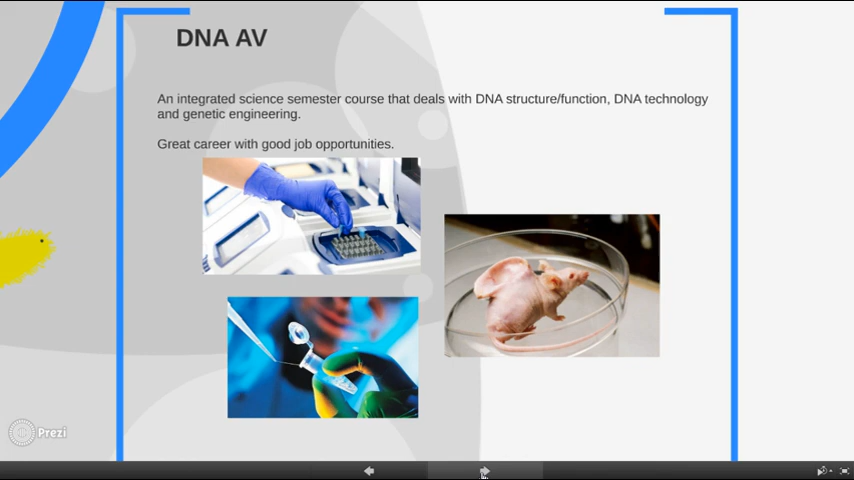 DNA AV
An integrated science semester course that deals with DNA structure/function, DNA technology
and genetic engineering.
Great career with good job opportunities.
Prezi